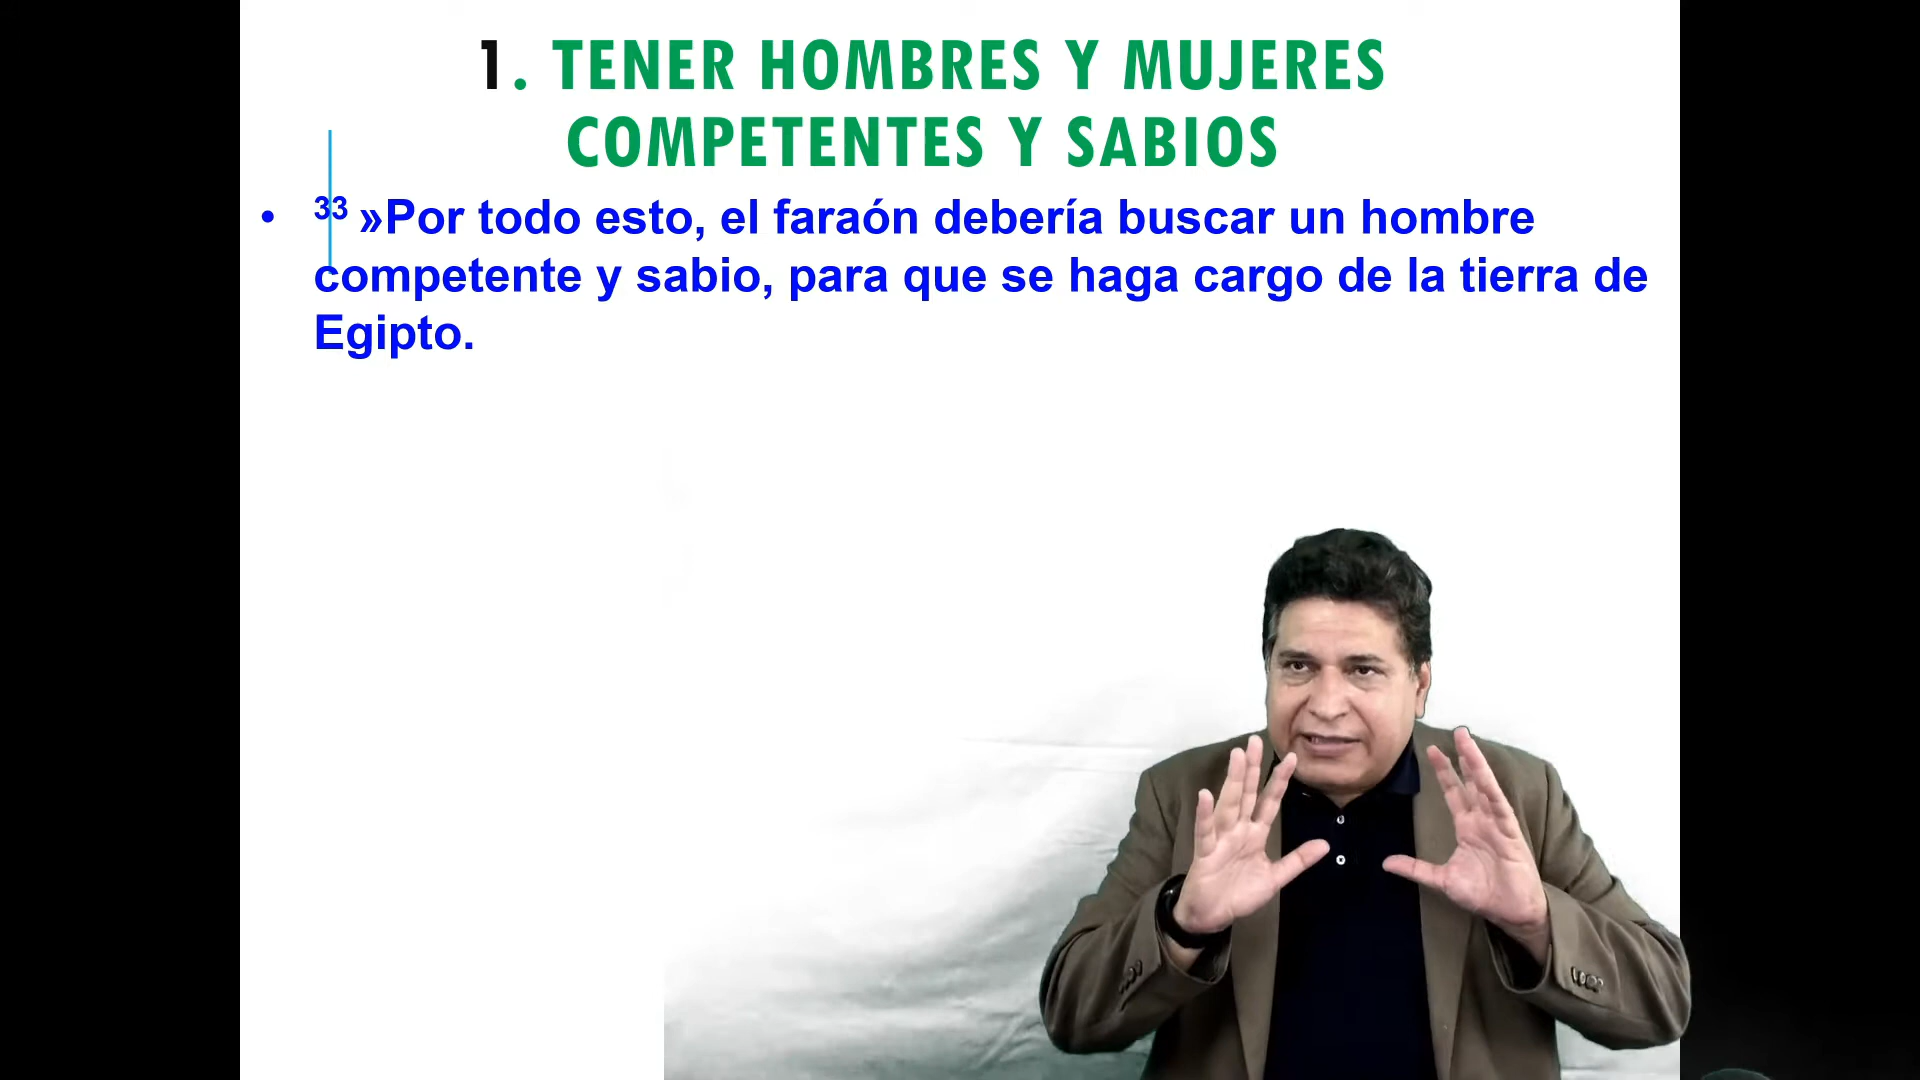 1. TENER HOMBRES Y MUJERES
COMPETENTES Y SABIOS
• ³³ »Por todo esto, el faraón debería buscar un hombre
competente y sabio, para que se haga cargo de la tierra de
Egipto.